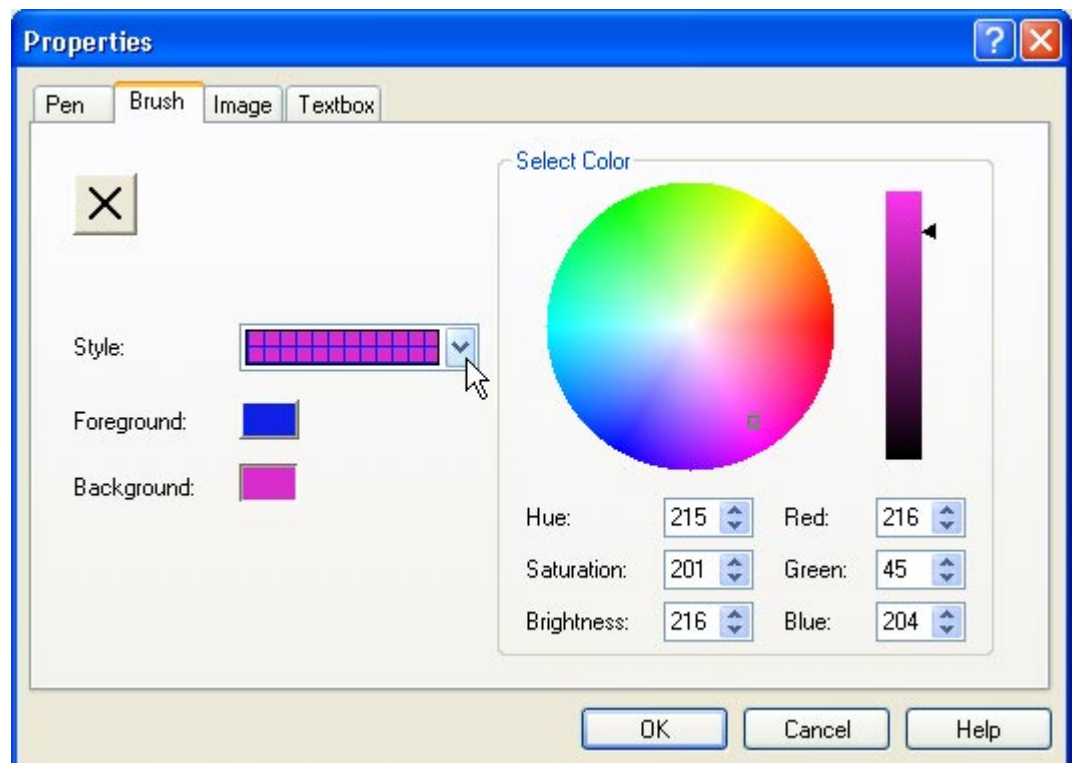 Properties
Pen Brush Image Textbox
Select Color
Style:
Foreground:
Background:
Hue: 215 Red: 216
Saturation: 201 Green: 45
Brightness: 216 Blue: 204
OK Cancel Help